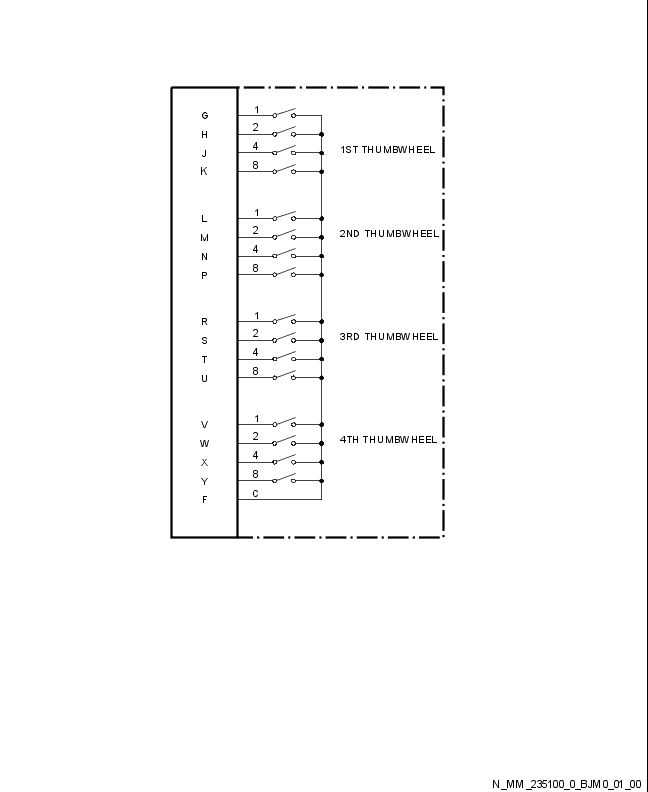 G 1
H 2
1ST THUMBWHEEL
J 4
K 8
L 1
2ND THUMBWHEEL
M 2
N 4
P 8
R 1
3RD THUMBWHEEL
S 2
T 4
U 8
V 1
4TH THUMBWHEEL
W 2
X 4
Y 8
F C
N_MM_235100_0_BJM0_01_00